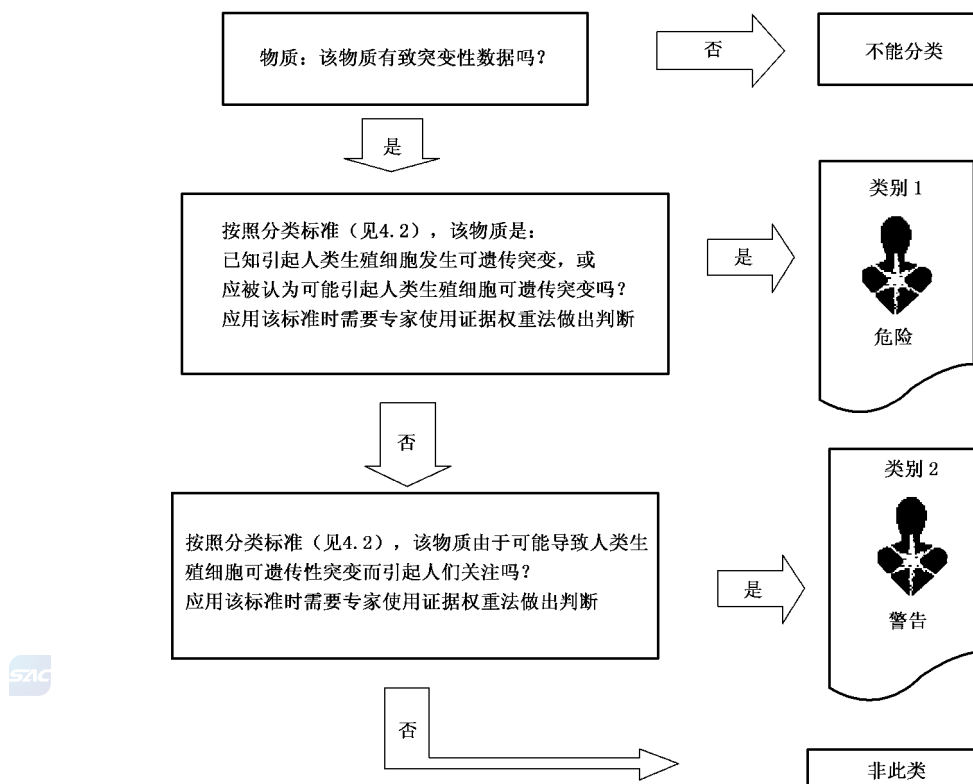 物质：该物质有致突变性数据吗？
否
不能分类
是
按照分类标准（见4.2），该物质是：
已知引起人类生殖细胞发生可遗传突变，或
应被认为可能引起人类生殖细胞可遗传突变吗？
应用该标准时需要专家使用证据权重法做出判断
是
类别 1
危险
否
按照分类标准（见4.2），该物质由于可能导致人类生
殖细胞可遗传性突变而引起人们关注吗？
应用该标准时需要专家使用证据权重法做出判断
是
类别 2
警告
SAC
否
非此类